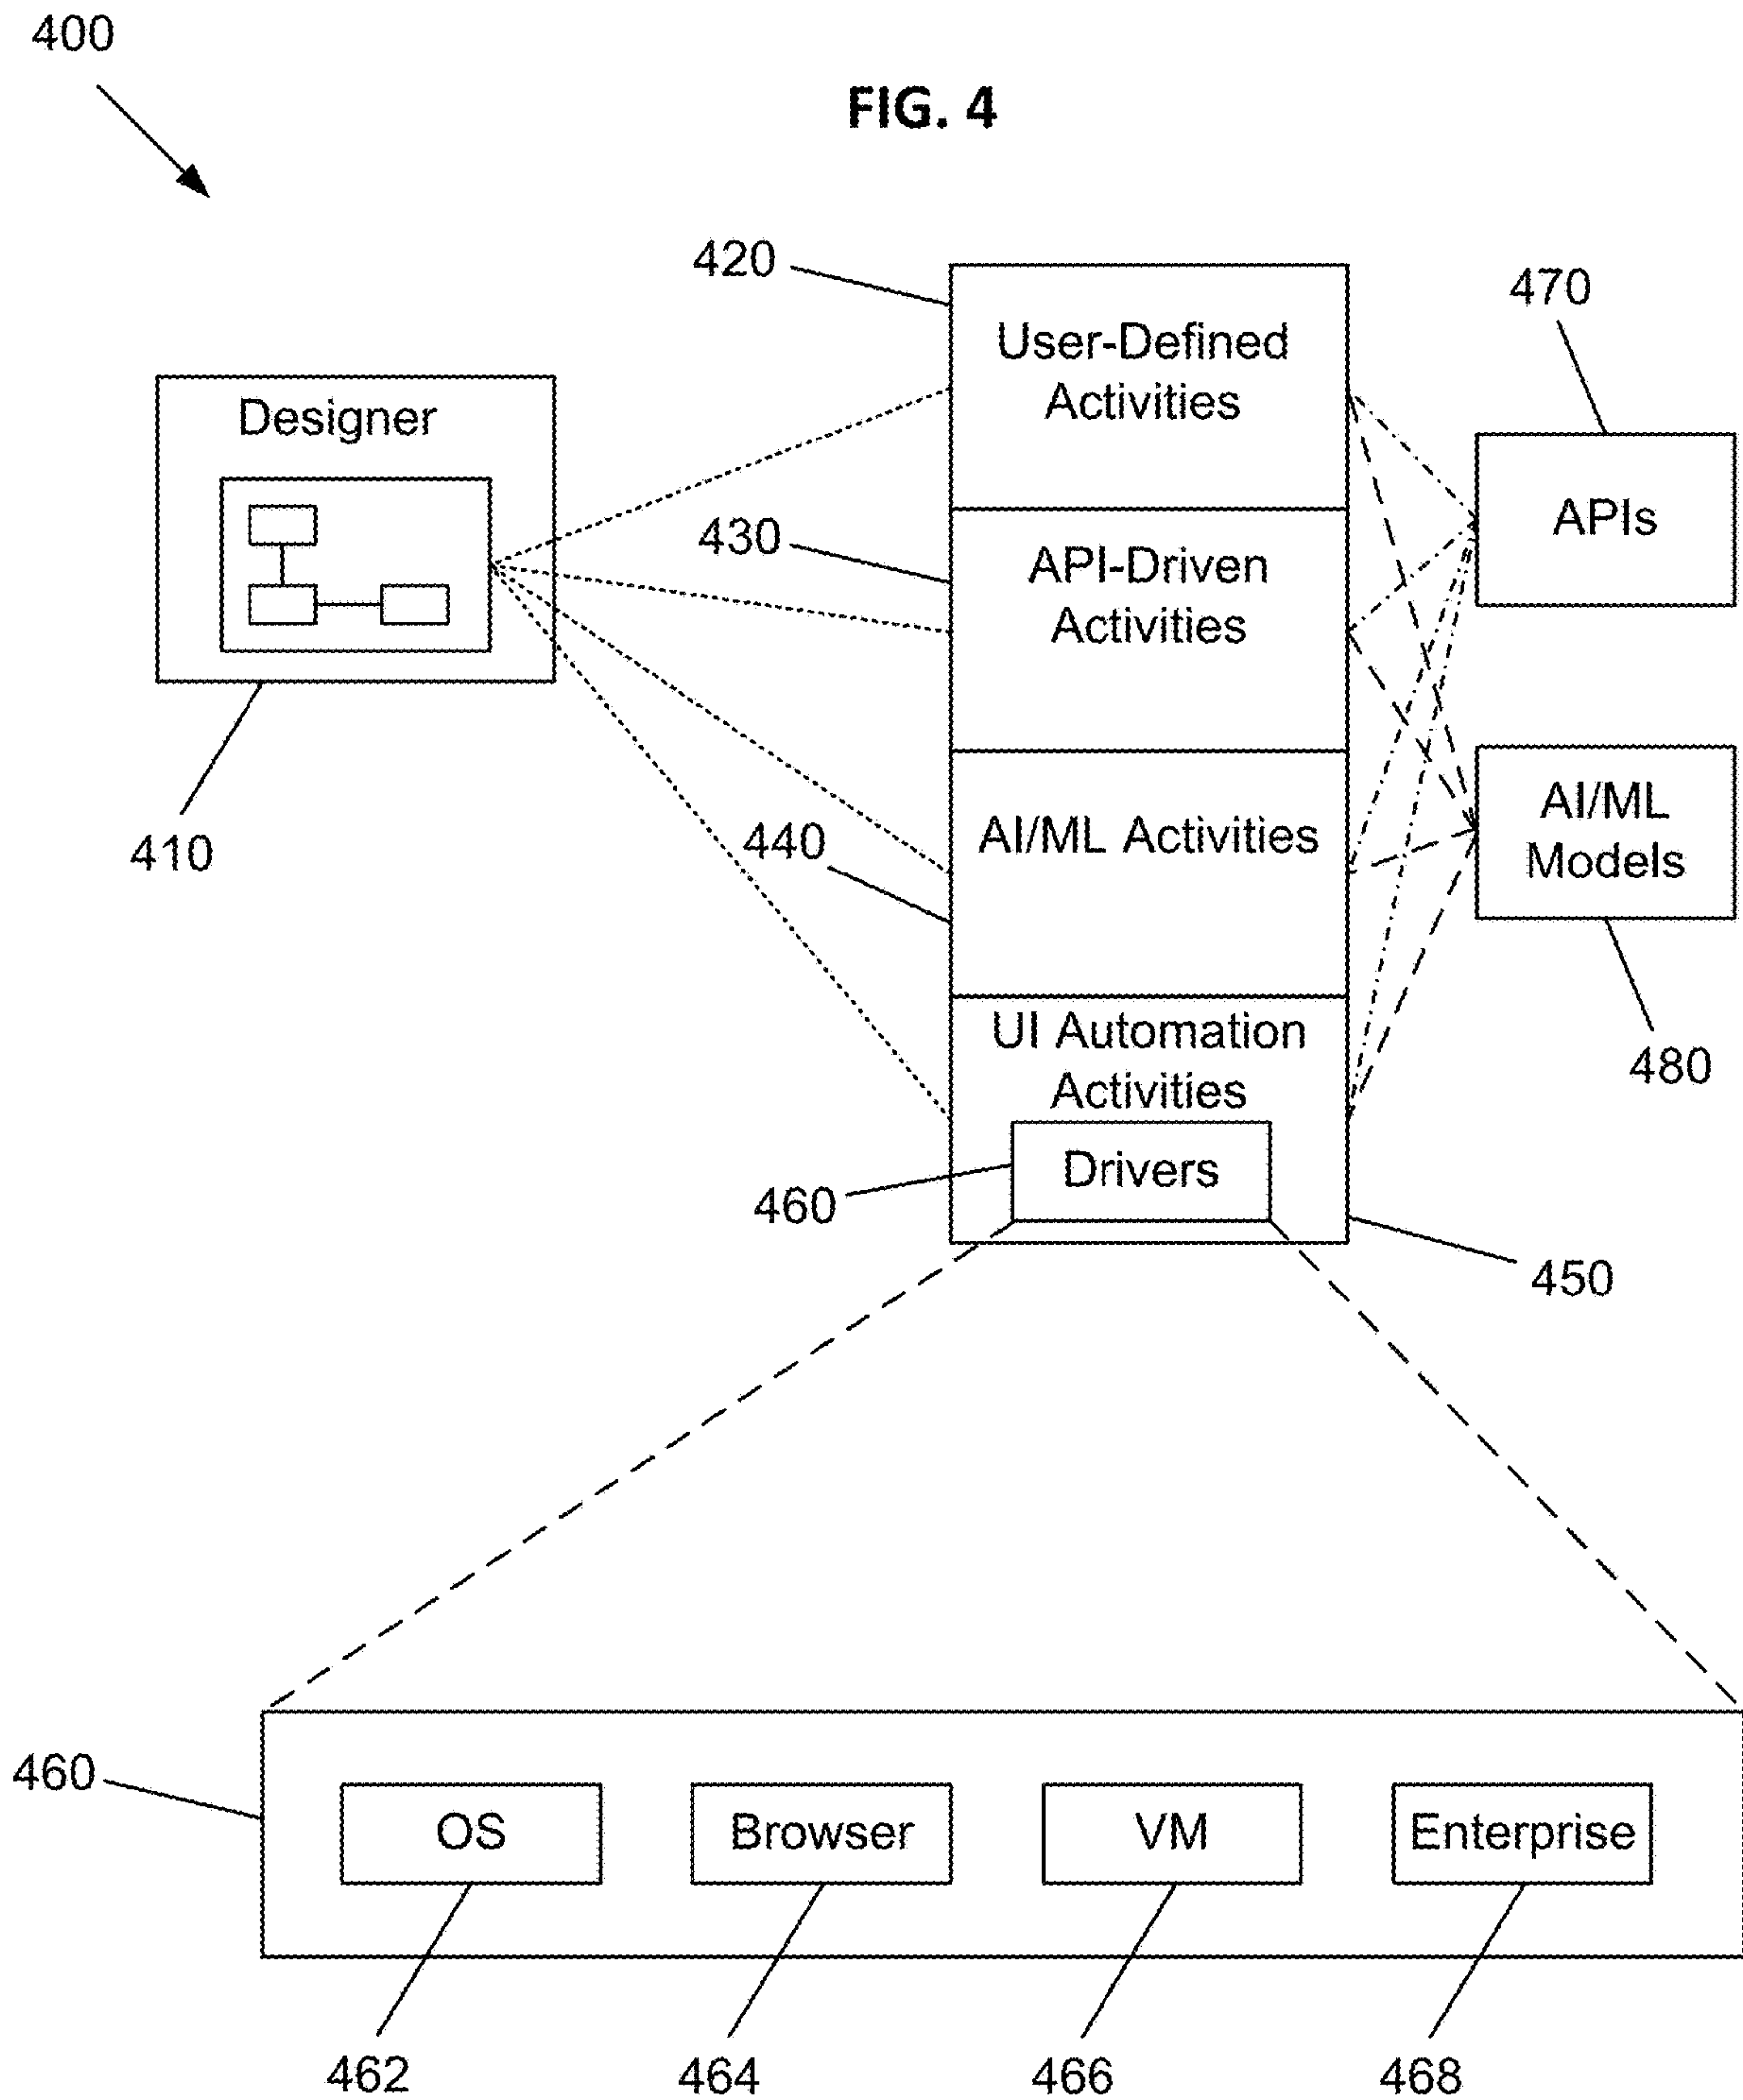 400
FIG. 4
420
User-Defined
Activities
470
APIs
Designer
410
430
API-Driven
Activities
440
AI/ML Activities
AI/ML
Models
480
UI Automation
Activities
460
Drivers
450
460
OS
Browser
VM
Enterprise
462
464
466
468